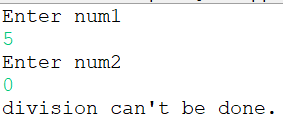 Enter num1
5
Enter num2
0
division can't be done.